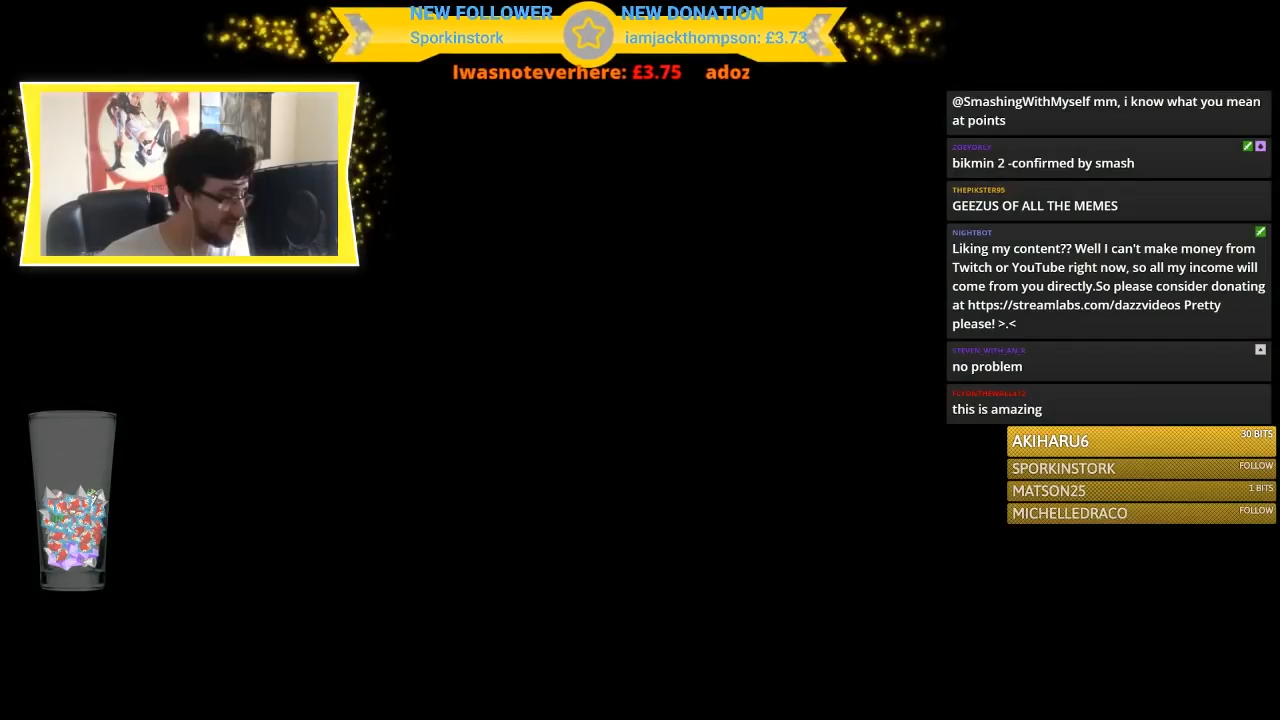 NEW FOLLOWER
NEW DONATION
Sporkinstork
iamjackthompson: £3.73
Iwasnoteverhere: £3.75 adoz
@SmashingWithMyself mm, i know what you mean
at points
ZOEYORLY
bikmin 2 -confirmed by smash
THEPIKSTER95
GEEZUS OF ALL THE MEMES
NIGHTBOT
Liking my content?? Well I can't make money from
Twitch or YouTube right now, so all my income will
come from you directly.So please consider donating
at https://streamlabs.com/dazzvideos Pretty
please! >.<
STEVEN_WITH_AN_R
no problem
FLYONTHEWALL412
this is amazing
AKIHARU6 30 BITS
SPORKINSTORK FOLLOW
MATSON25 1 BITS
MICHELLEDRACO FOLLOW